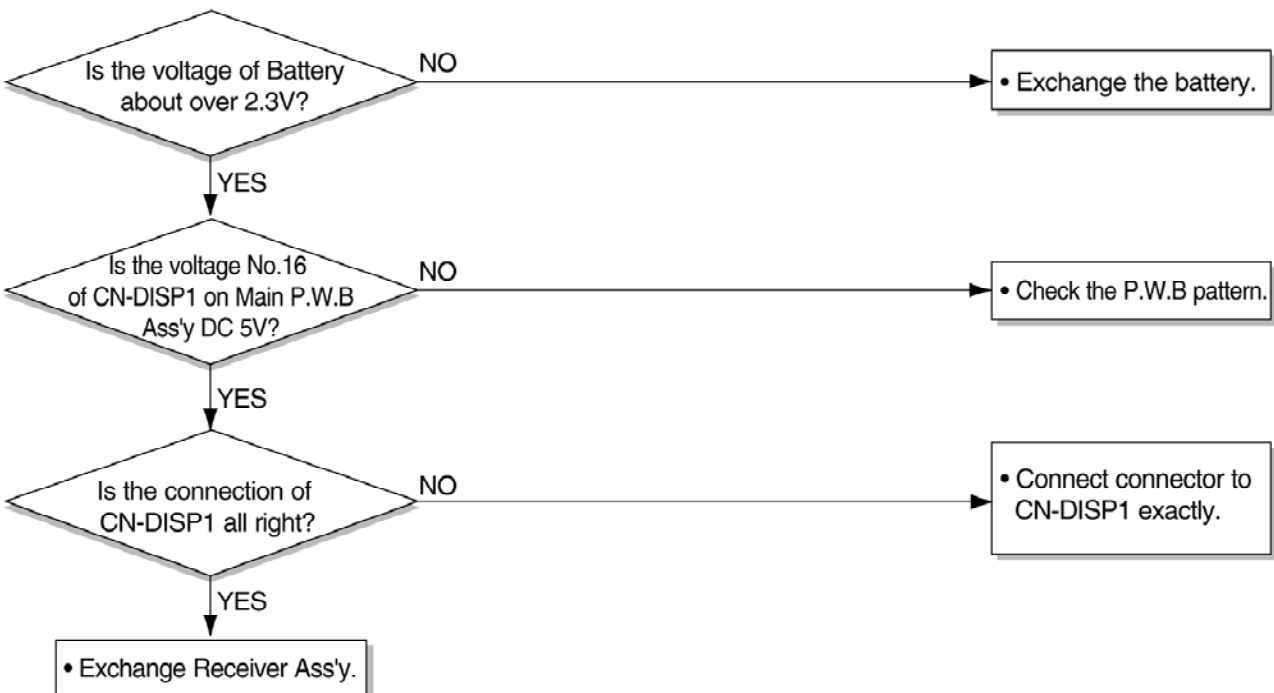 Is the voltage of Battery
about over 2.3V?
NO
• Exchange the battery.
YES
Is the voltage No.16
of CN-DISP1 on Main P.W.B
Ass'y DC 5V?
NO
• Check the P.W.B pattern.
YES
Is the connection of
CN-DISP1 all right?
NO
• Connect connector to
CN-DISP1 exactly.
YES
• Exchange Receiver Ass'y.